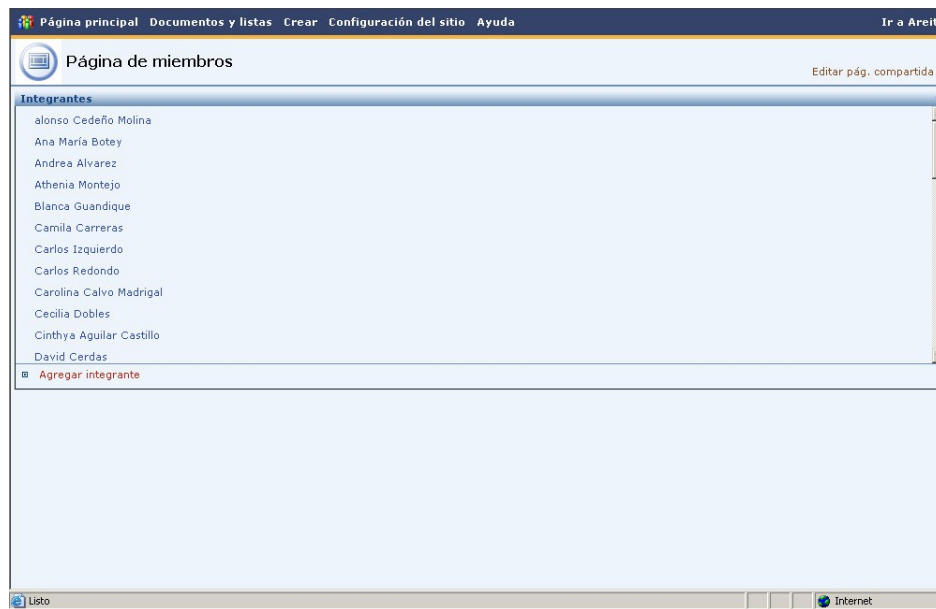 Página principal Documentos y listas Crear Configuración del sitio Ayuda Ir a Areit
Página de miembros
Editar pág. compartida
Integrantes
alonso Cedeño Molina
Ana María Botey
Andrea Alvarez
Athenia Montejo
Blanca Guandique
Camila Carreras
Carlos Izquierdo
Carlos Redondo
Carolina Calvo Madrigal
Cecilia Dobles
Cinthya Aguilar Castillo
David Cerdas
Agregar integrante
Listo Internet